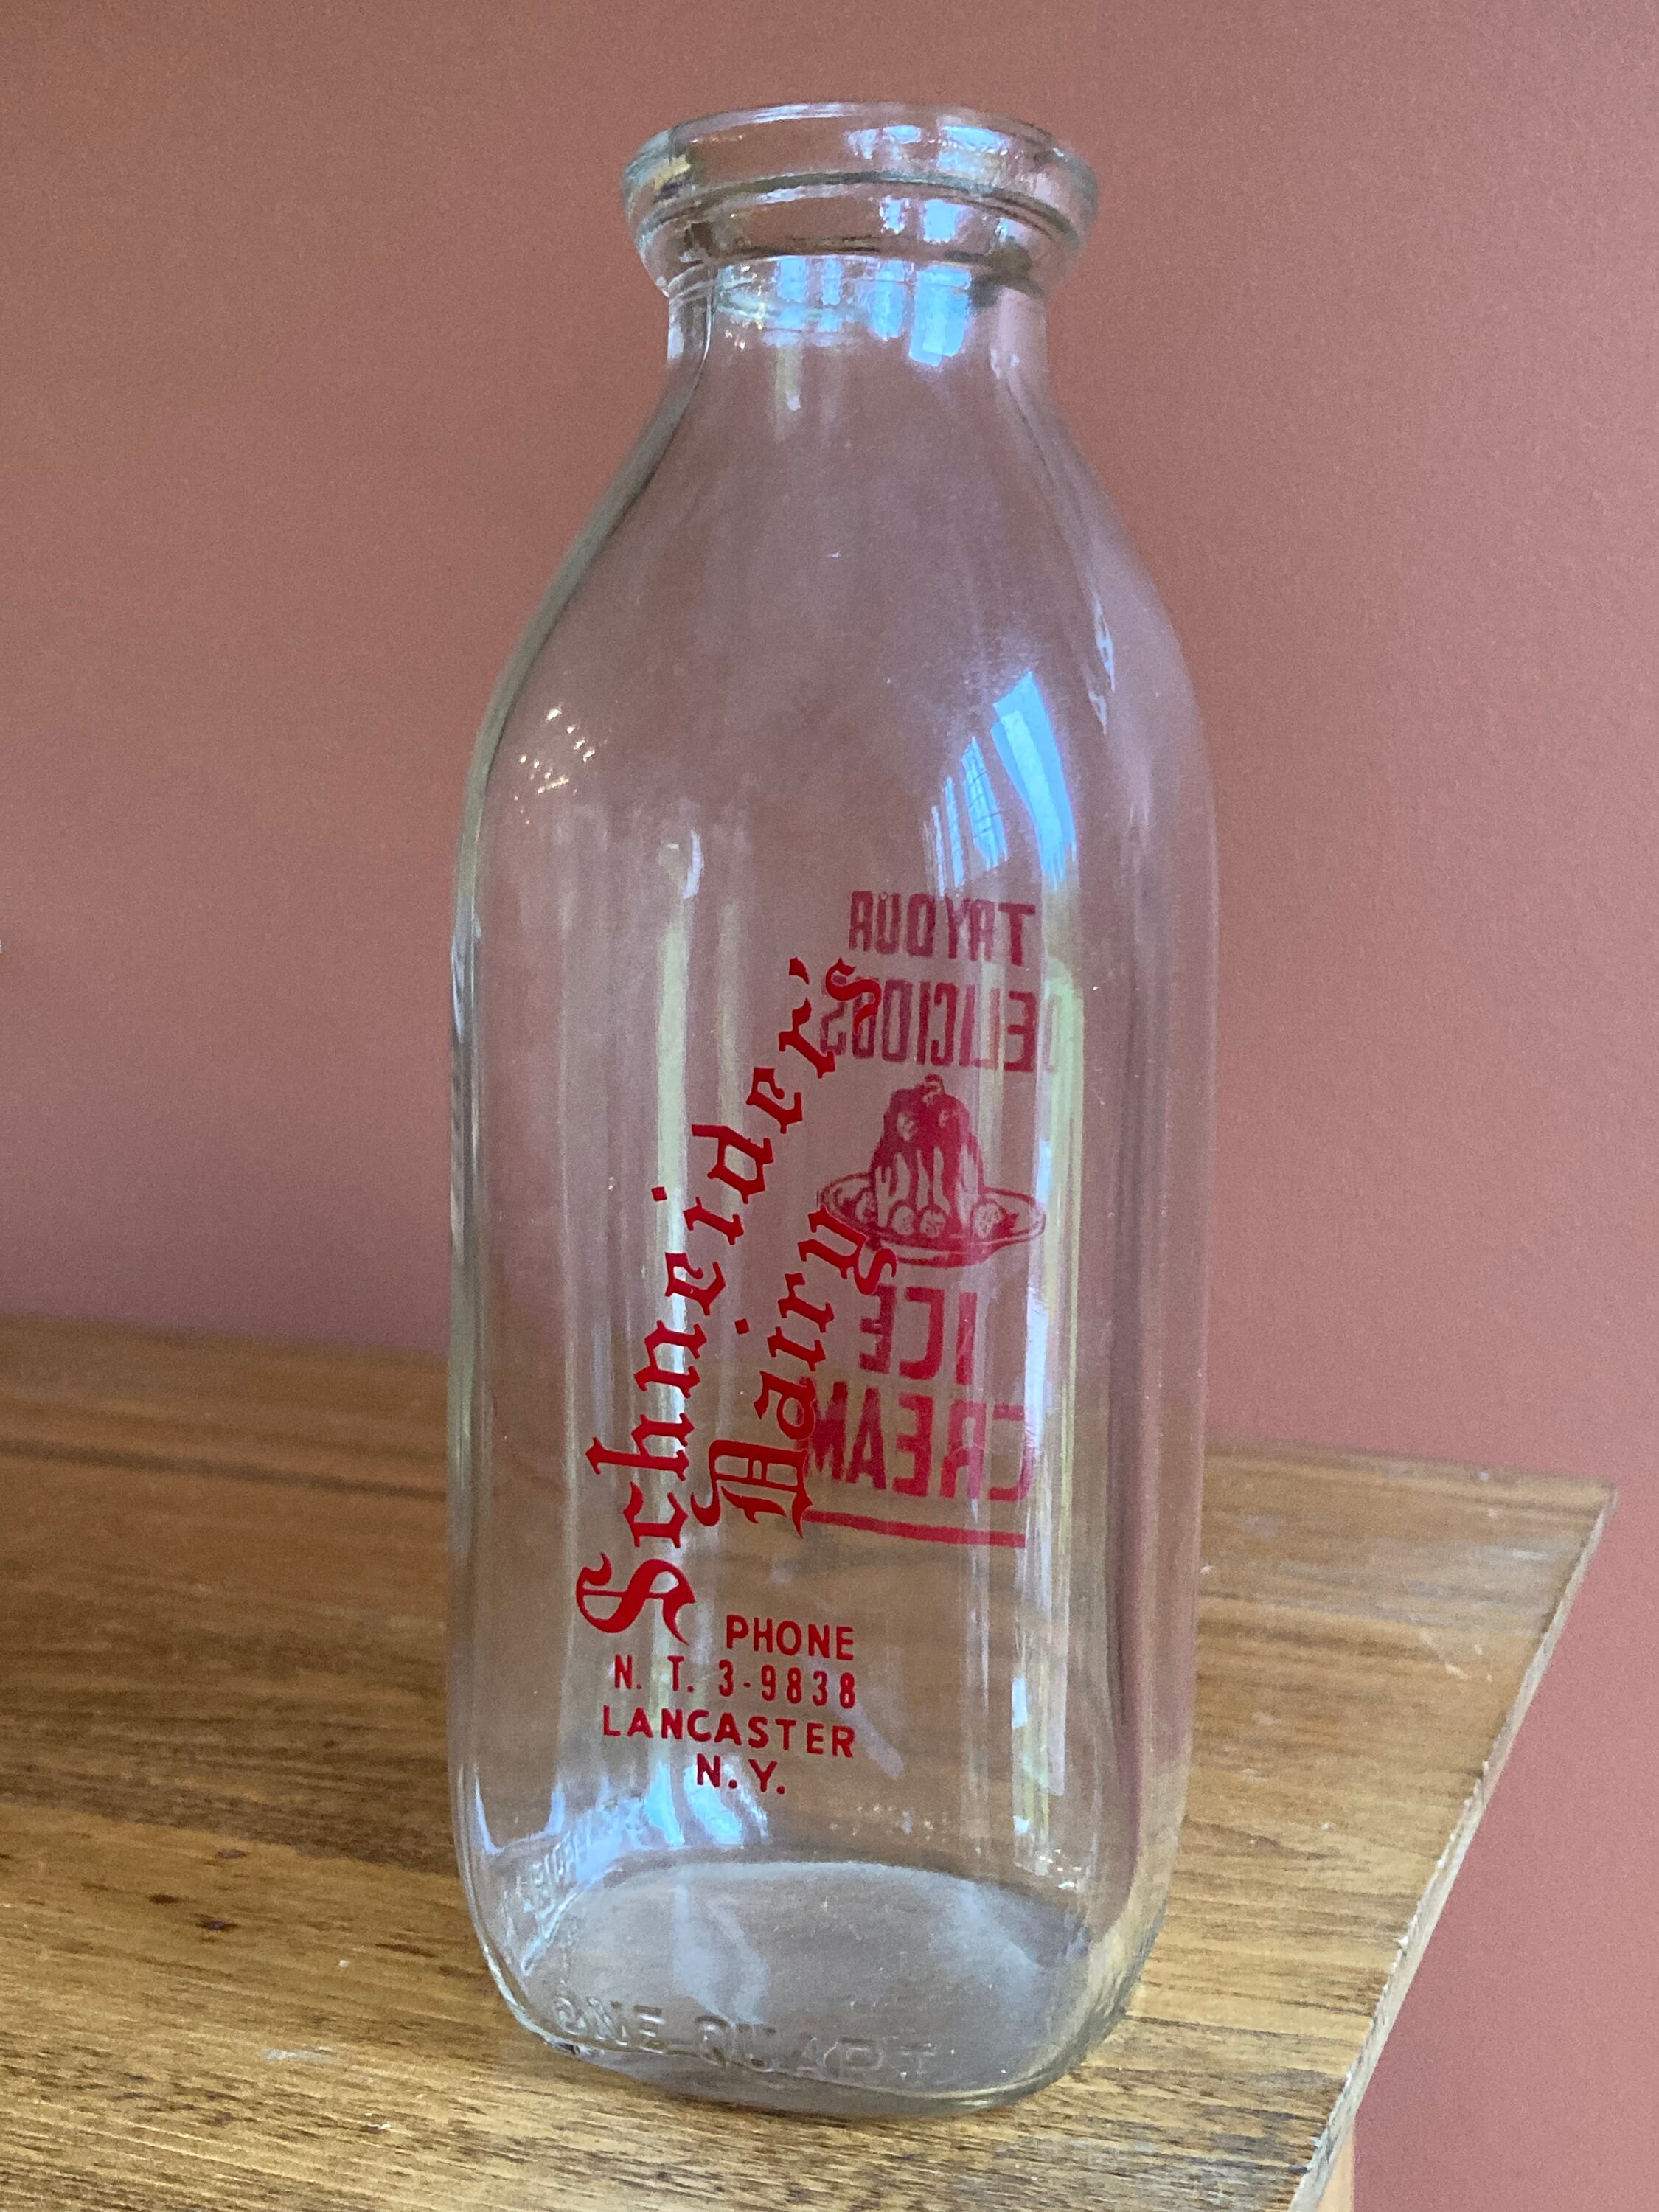 Schneider's
Dairy
PHONE
N. T. 3-9838
LANCASTER
N.Y.
TRY OUR
DELICIOUS
ICE
CREAM
ONE QUART